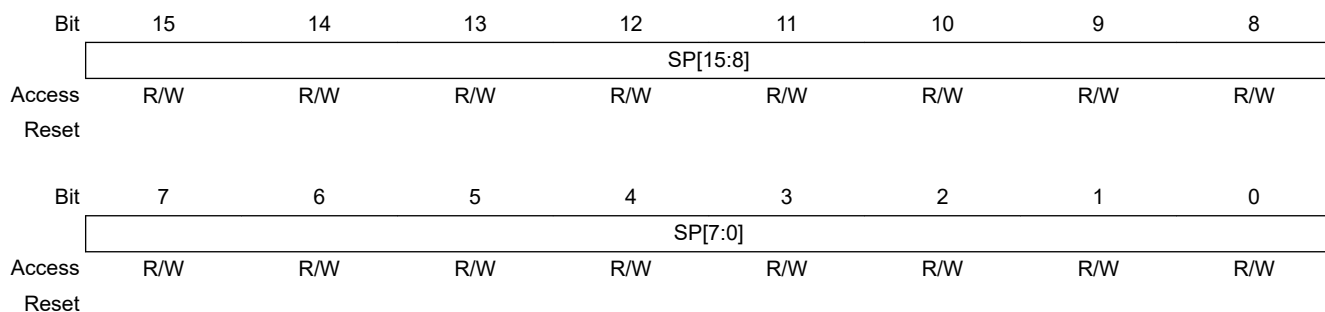 Bit 15 14 13 12 11 10 9 8
SP[15:8]
Access R/W R/W R/W R/W R/W R/W R/W R/W
Reset
Bit 7 6 5 4 3 2 1 0
SP[7:0]
Access R/W R/W R/W R/W R/W R/W R/W R/W
Reset